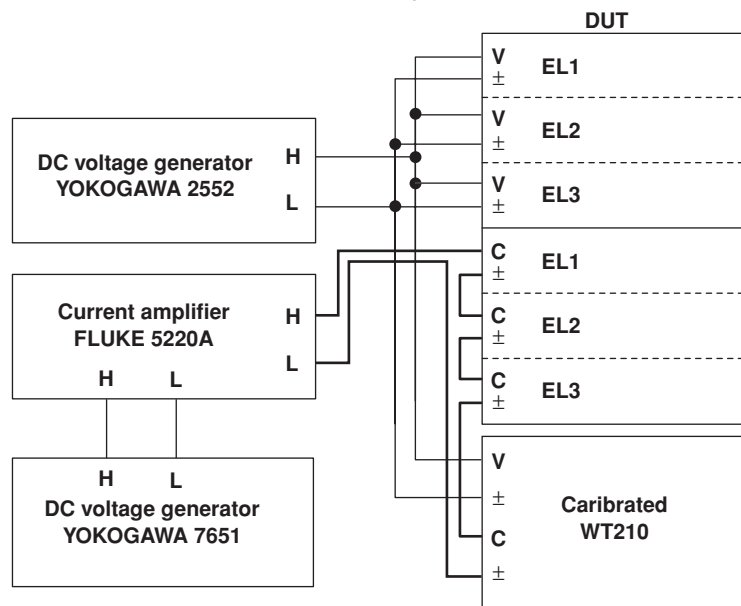 DUT
V
±
EL1
V
±
EL2
V
±
EL3
C
±
EL1
C
±
EL2
C
±
EL3
DC voltage generator
YOKOGAWA 2552
H
L
Current amplifier
FLUKE 5220A
H
L
H L
H L
DC voltage generator
YOKOGAWA 7651
V
±
C
±
Caribrated
WT210